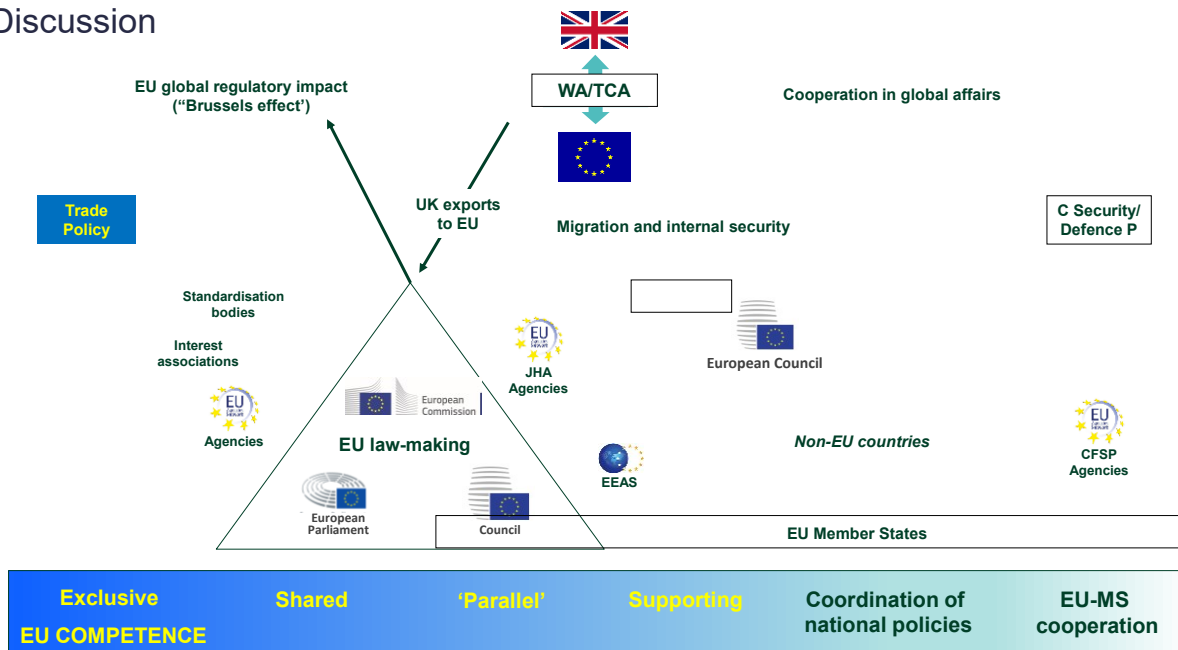 Discussion
EU global regulatory impact
(“Brussels effect’)
WA/TCA
Cooperation in global affairs
Trade
Policy
UK exports
to EU
Migration and internal security
C Security/
Defence P
Standardisation
bodies
Interest
associations
EU
Agencies
EU
JHA
Agencies
European Council
European
Commission
EU law-making
European
Parliament
Council
EEAS
Non-EU countries
EU
CFSP
Agencies
EU Member States
Exclusive
EU COMPETENCE
Shared
‘Parallel’
Supporting
Coordination of
national policies
EU-MS
cooperation